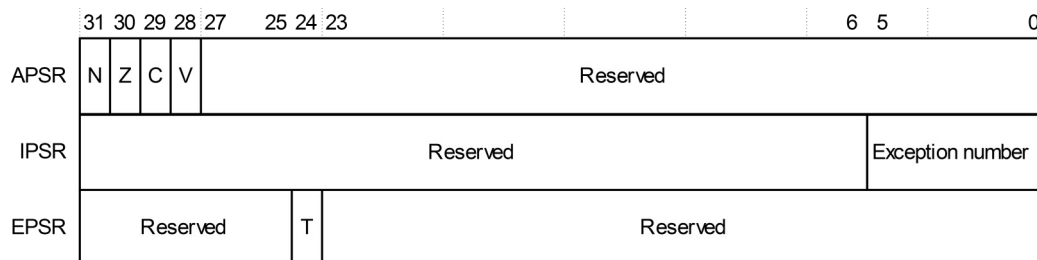 31 30 29 28 27 25 24 23 6 5 0
APSR N Z C V Reserved
IPSR Reserved Exception number
EPSR Reserved T Reserved